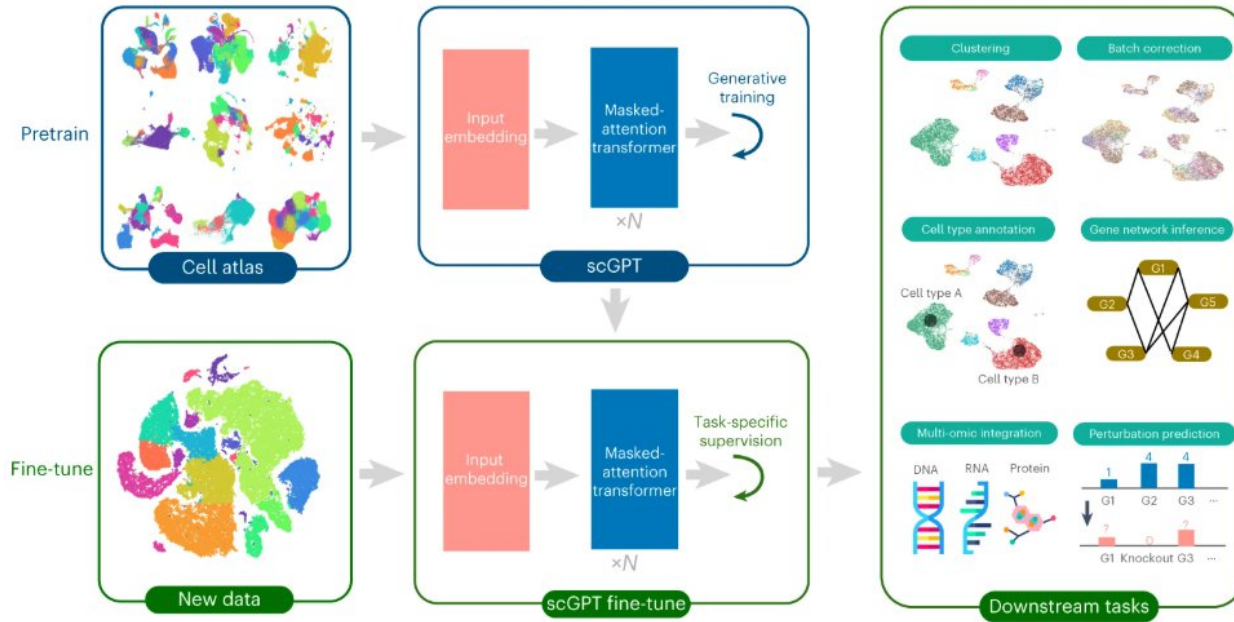 Pretrain
Cell atlas
Input
embedding
Masked-
attention
transformer
×N
Generative
training
scGPT
Fine-tune
New data
Input
embedding
Masked-
attention
transformer
×N
Task-specific
supervision
scGPT fine-tune
Clustering
Batch correction
Cell type annotation
Cell type A
Cell type B
Gene network inference
G1
G2
G5
G3
G4
Multi-omic integration
DNA
RNA
Protein
Perturbation prediction
1 4 4
G1 G2 G3 ...
? 0 ?
G1 Knockout G3 ...
Downstream tasks